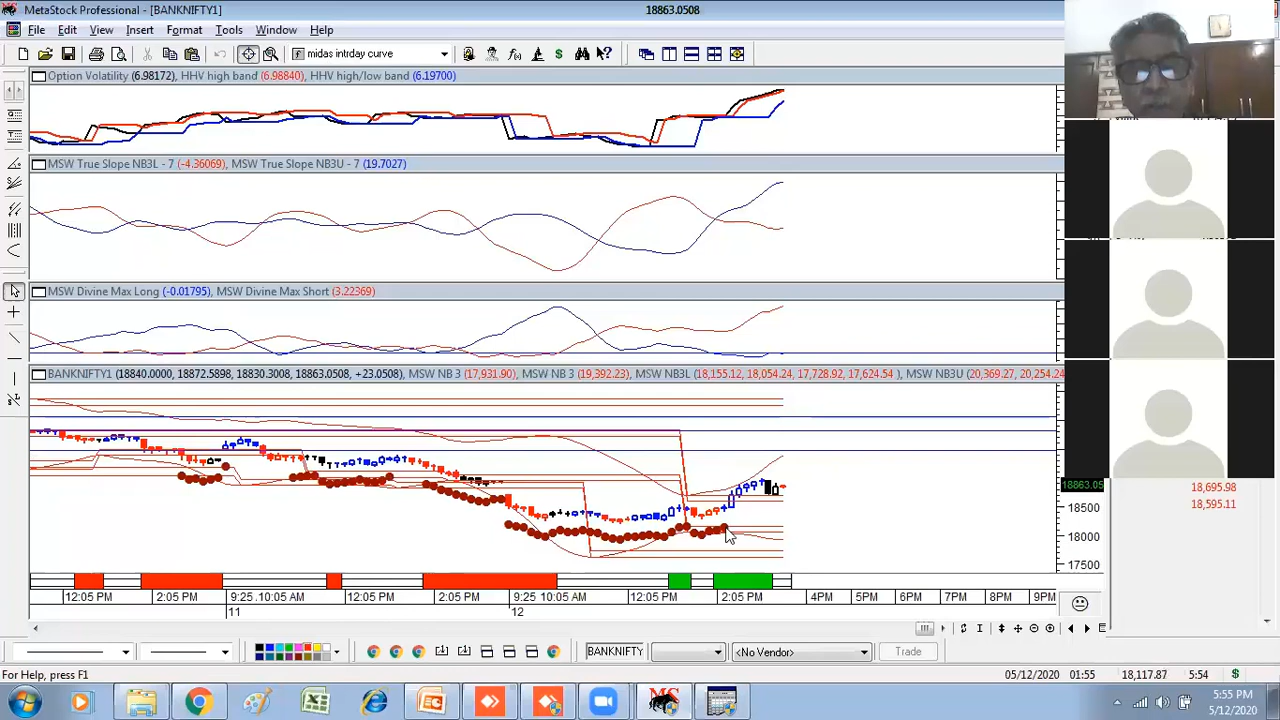 MetaStock Professional - [BANKNIFTY1]
18863.0508
File Edit View Insert Format Tools Window Help
midas intrday curve
Option Volatility (6.98172), HHV high band (6.98840), HHV high/low band (6.19700)
MSW True Slope NB3L - 7 (-4.36069), MSW True Slope NB3U - 7 (19.7027)
MSW Divine Max Long (-0.01795), MSW Divine Max Short (3.22369)
BANKNIFTY1 (18840.0000, 18872.5898, 18830.3008, 18863.0508, +23.0508), MSW NB 3 (17,931.90), MSW NB 3 (19,392.23), MSW NB3L (18,155.12, 18,054.24, 17,728.92, 17,624.54 ), MSW NB3U (20,369.27, 20,254.24
18863.05
18500
18000
17500
18,695.98
18,595.11
12:05 PM 2:05 PM 9:25 10:05 AM 12:05 PM 2:05 PM 9:25 10:05 AM 12:05 PM 2:05 PM 4PM 5PM 6PM 7PM 8PM 9PM
11 12
BANKNIFTY <No Vendor> Trade
For Help, press F1
05/12/2020 01:55 18,117.87 5:54 $
5:55 PM
5/12/2020